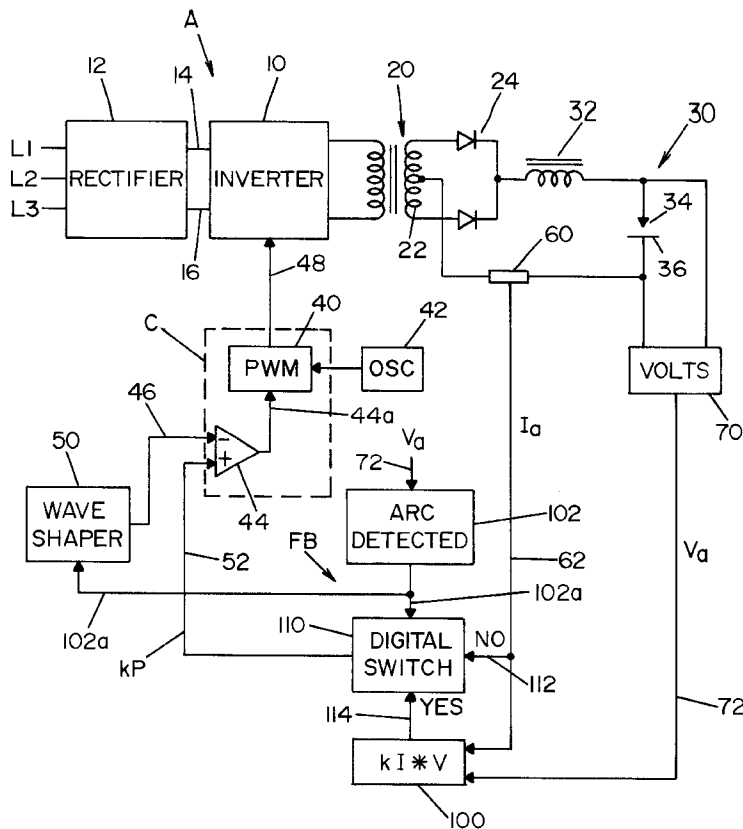 A
12
14
10
20
24
32
30
L1
L2
L3
RECTIFIER
INVERTER
22
34
36
16
48
60
C
40
42
PWM
OSC
VOLTS
70
46
44a
Ia
50
Va
72
44
WAVE
SHAPER
ARC
DETECTED
102
52
FB
62
Va
102a
102a
110
DIGITAL
SWITCH
NO
112
kP
114
YES
72
kI*V
100